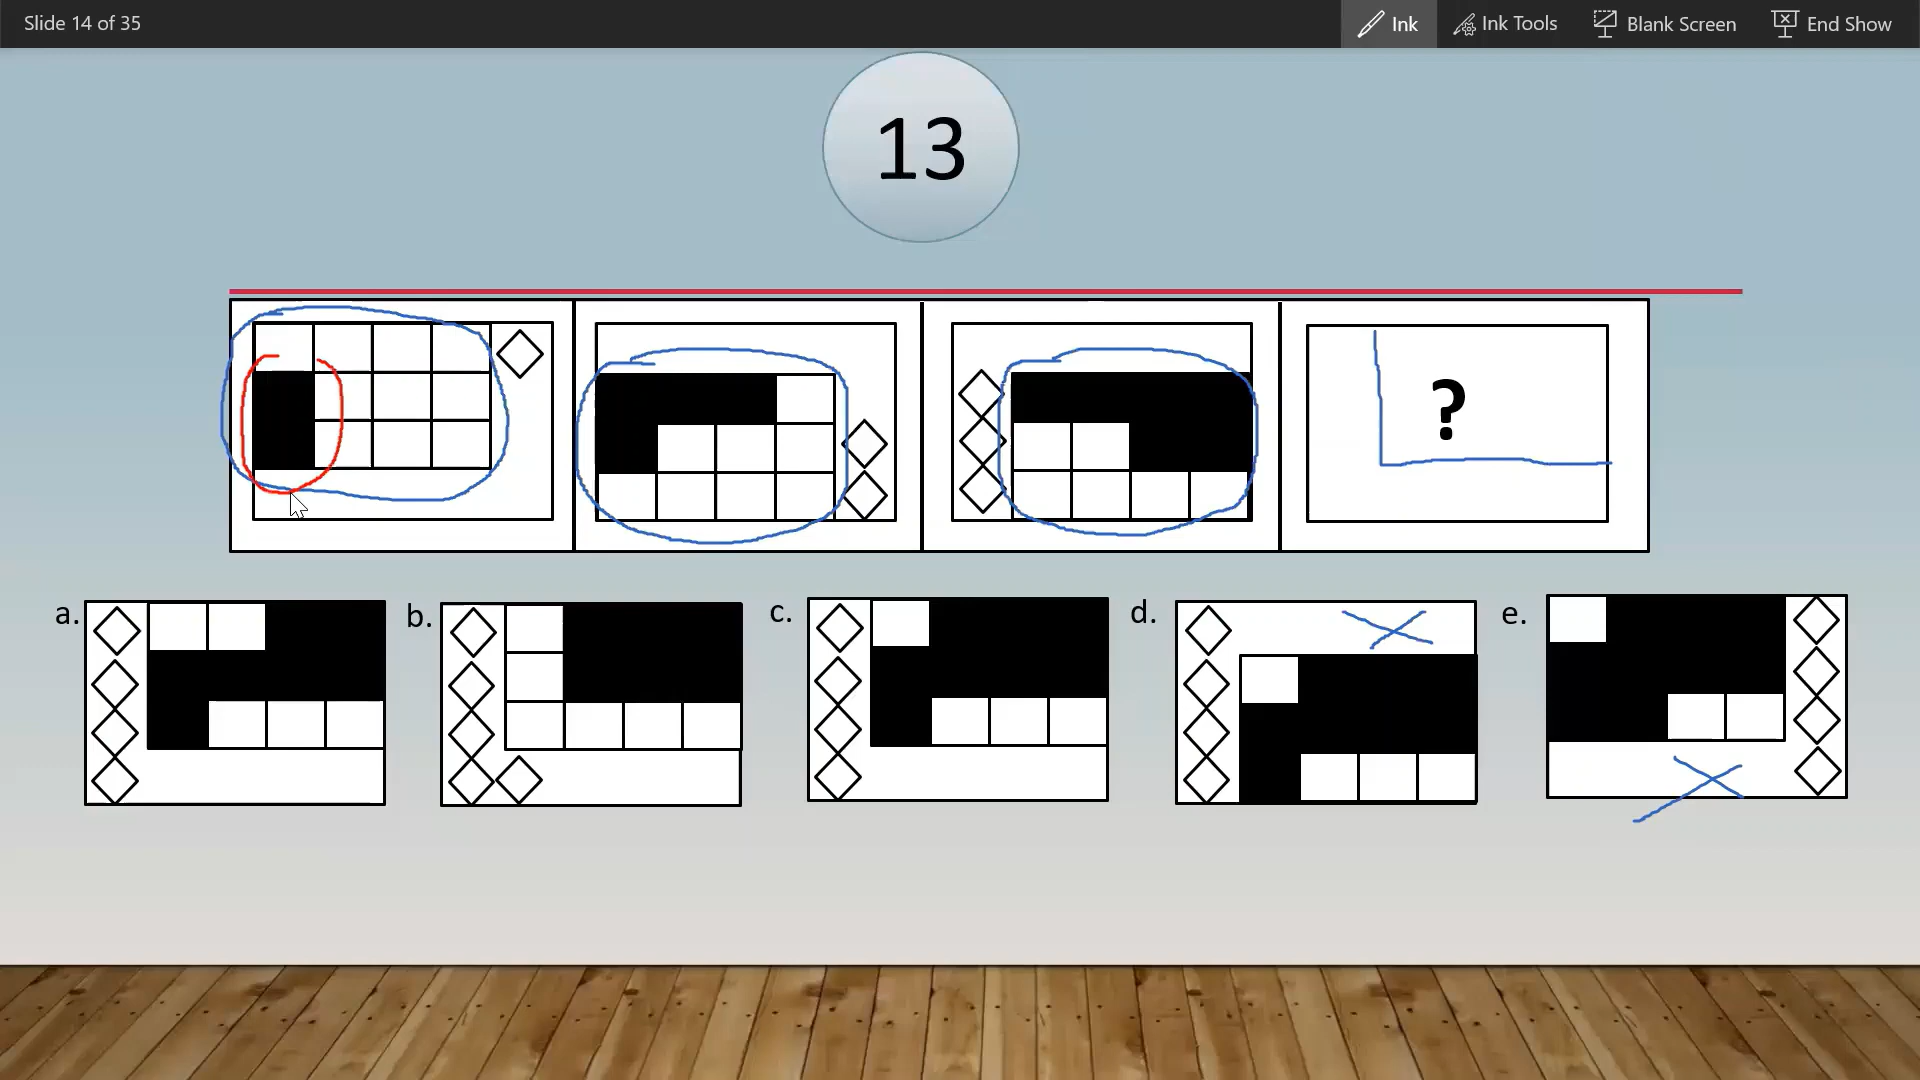 Slide 14 of 35
Ink
Ink Tools
Blank Screen
End Show
13
?
a.
b.
c.
d.
e.